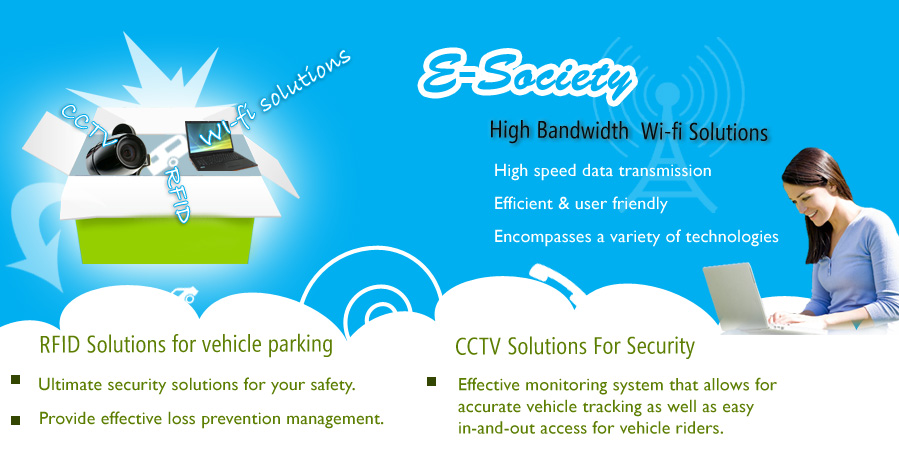 CCTV
Wi-fi solutions
RFID
E-Society
High Bandwidth Wi-fi Solutions
High speed data transmission
Efficient & user friendly
Encompasses a variety of technologies
RFID Solutions for vehicle parking
Ultimate security solutions for your safety.
Provide effective loss prevention management.
CCTV Solutions For Security
Effective monitoring system that allows for
accurate vehicle tracking as well as easy
in-and-out access for vehicle riders.